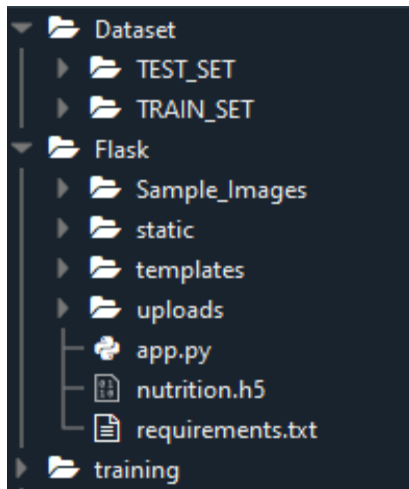 Dataset
TEST_SET
TRAIN_SET
Flask
Sample_Images
static
templates
uploads
app.py
nutrition.h5
requirements.txt
training